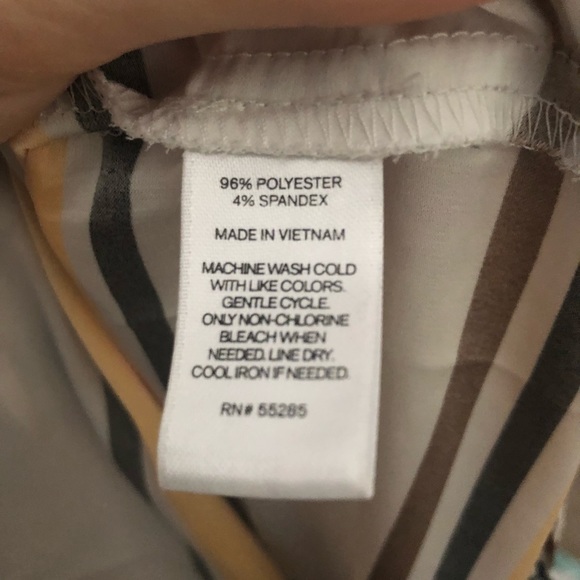 96% POLYESTER
4% SPANDEX
MADE IN VIETNAM
MACHINE WASH COLD
WITH LIKE COLORS.
GENTLE CYCLE.
ONLY NON-CHLORINE
BLEACH WHEN
NEEDED. LINE DRY.
COOL IRON IF NEEDED.
RN# 55285